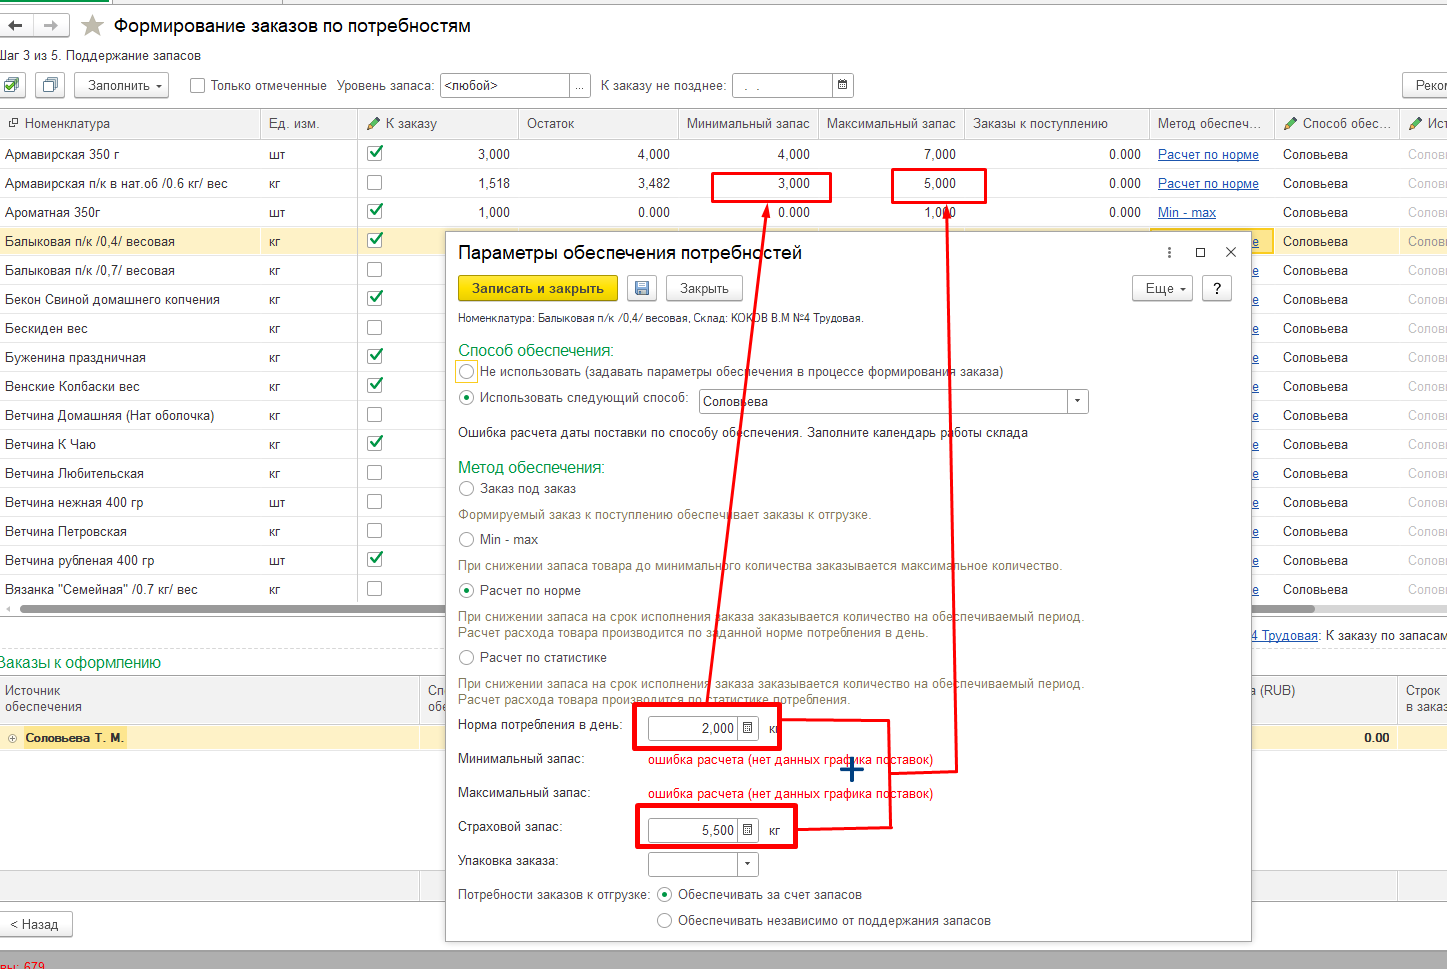 Формирование заказов по потребностям
Шаг 3 из 5. Поддержание запасов
Заполнить
Только отмеченные
Уровень запаса:
<любой>
...
К заказу не позднее:
. .
Реком
Номенклатура Ед. изм. К заказу Остаток Минимальный запас Максимальный запас Заказы к поступлению Метод обеспеч... Способ обес... Ист
Армавирская 350 г шт 3,000 4,000 4,000 7,000 0.000 Расчет по норме Соловьева Солов
Армавирская п/к в нат.об /0.6 кг/ вес кг 1,518 3,482 3,000 5,000 0.000 Расчет по норме Соловьева Солов
Ароматная 350г шт 1,000 0.000 0.000 1,000 0.000 Min - max Соловьева Солов
Балыковая п/к /0,4/ весовая кг е Соловьева Солов
Балыковая п/к /0,7/ весовая кг е Соловьева Солов
Бекон Свиной домашнего копчения кг е Соловьева Солов
Бескиден вес кг е Соловьева Солов
Буженина праздничная кг е Соловьева Солов
Венские Колбаски вес кг е Соловьева Солов
Ветчина Домашняя (Нат оболочка) кг е Соловьева Солов
Ветчина К Чаю кг е Соловьева Солов
Ветчина Любительская кг е Соловьева Солов
Ветчина нежная 400 гр шт е Соловьева Солов
Ветчина Петровская кг е Соловьева Солов
Ветчина рубленая 400 гр шт е Соловьева Солов
Вязанка "Семейная" /0.7 кг/ вес кг е Соловьева Солов
4 Трудовая: К заказу по запасам
Заказы к оформлению
Источник обеспечения Спо обе а (RUB) Строк в заказ
Соловьева Т. М. 0.00
< Назад
вы: 679
Параметры обеспечения потребностей
Записать и закрыть
Закрыть
Еще
?
Номенклатура: Балыковая п/к /0,4/ весовая, Склад: КОКОВ В.М №4 Трудовая.
Способ обеспечения:
Не использовать (задавать параметры обеспечения в процессе формирования заказа)
Использовать следующий способ: Соловьева
Ошибка расчета даты поставки по способу обеспечения. Заполните календарь работы склада
Метод обеспечения:
Заказ под заказ
Формируемый заказ к поступлению обеспечивает заказы к отгрузке.
Min - max
При снижении запаса товара до минимального количества заказывается максимальное количество.
Расчет по норме
При снижении запаса на срок исполнения заказа заказывается количество на обеспечиваемый период.
Расчет расхода товара производится по заданной норме потребления в день.
Расчет по статистике
При снижении запаса на срок исполнения заказа заказывается количество на обеспечиваемый период.
Расчет расхода товара производится по статистике потребления.
Норма потребления в день: 2,000 кг
Минимальный запас: ошибка расчета (нет данных графика поставок)
Максимальный запас: ошибка расчета (нет данных графика поставок)
Страховой запас: 5,500 кг
Упаковка заказа:
Потребности заказов к отгрузке: Обеспечивать за счет запасов
Обеспечивать независимо от поддержания запасов